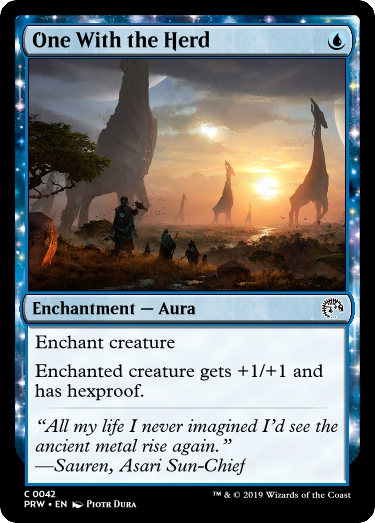 One With the Herd
Enchantment — Aura
Enchant creature
Enchanted creature gets +1/+1 and
has hexproof.
“All my life I never imagined I’d see the
ancient metal rise again.”
—Sauren, Asari Sun-Chief
C 0042
PRW • EN Piotr Dura
™ & © 2019 Wizards of the Coast